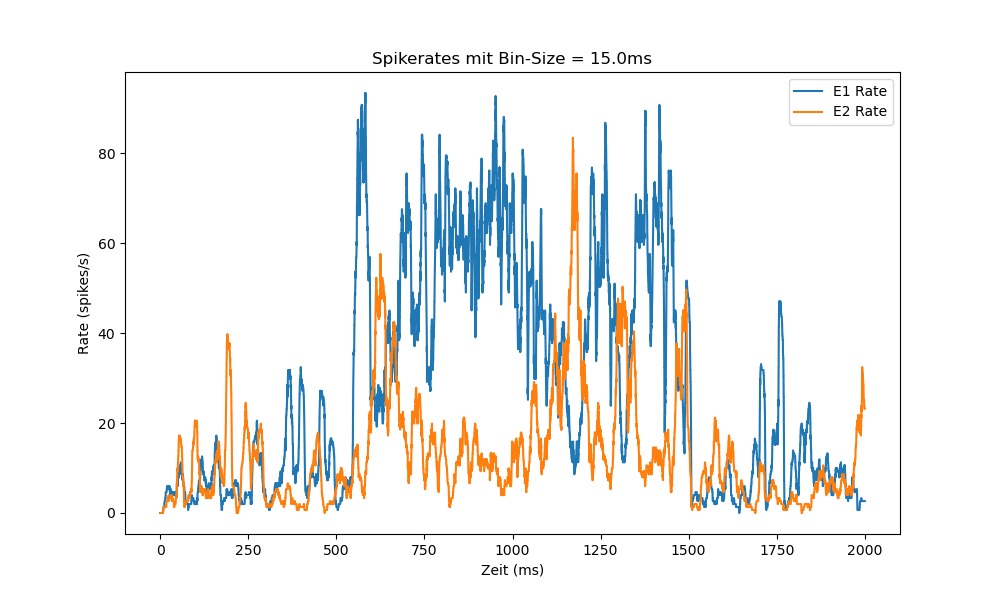 Spikerates mit Bin-Size = 15.0ms
E1 Rate
E2 Rate
80
60
40
20
0
Rate (spikes/s)
0 250 500 750 1000 1250 1500 1750 2000
Zeit (ms)